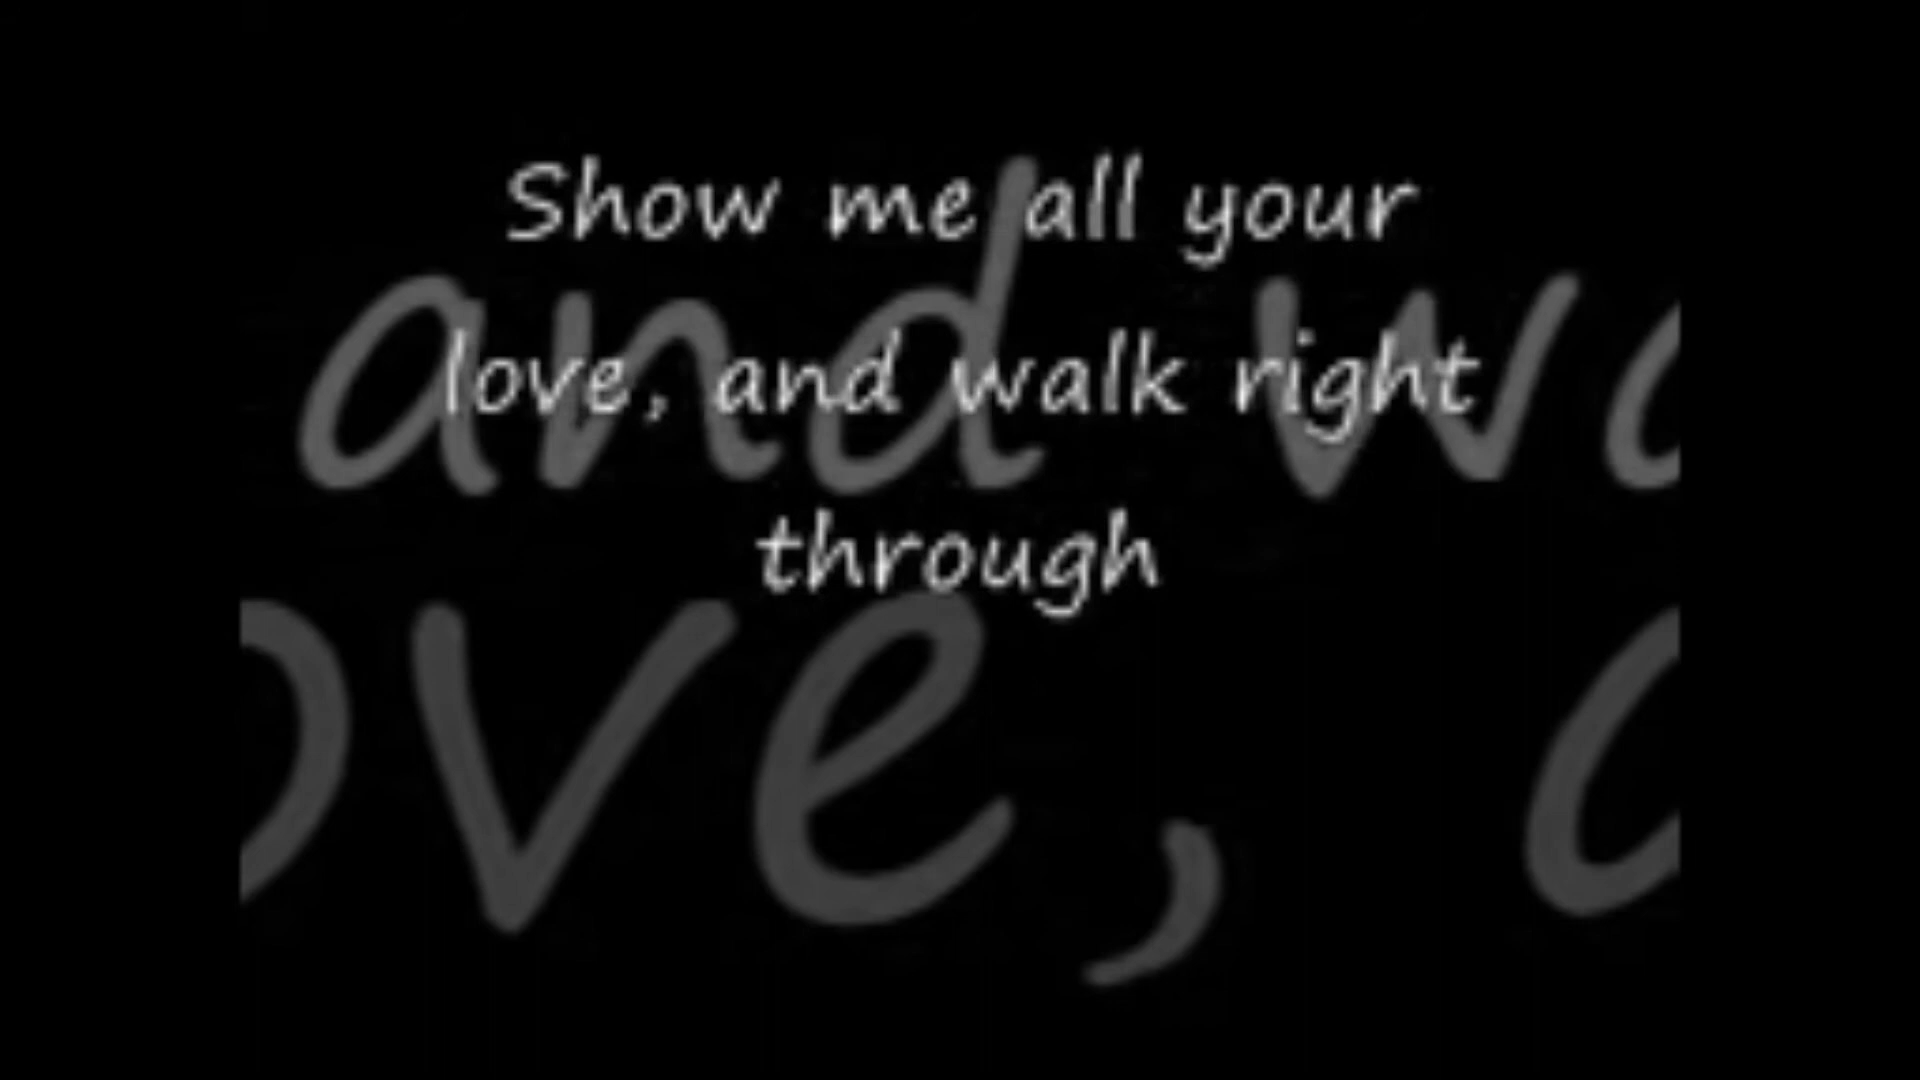 Show me all your
love, and walk right
through
and w
ove,